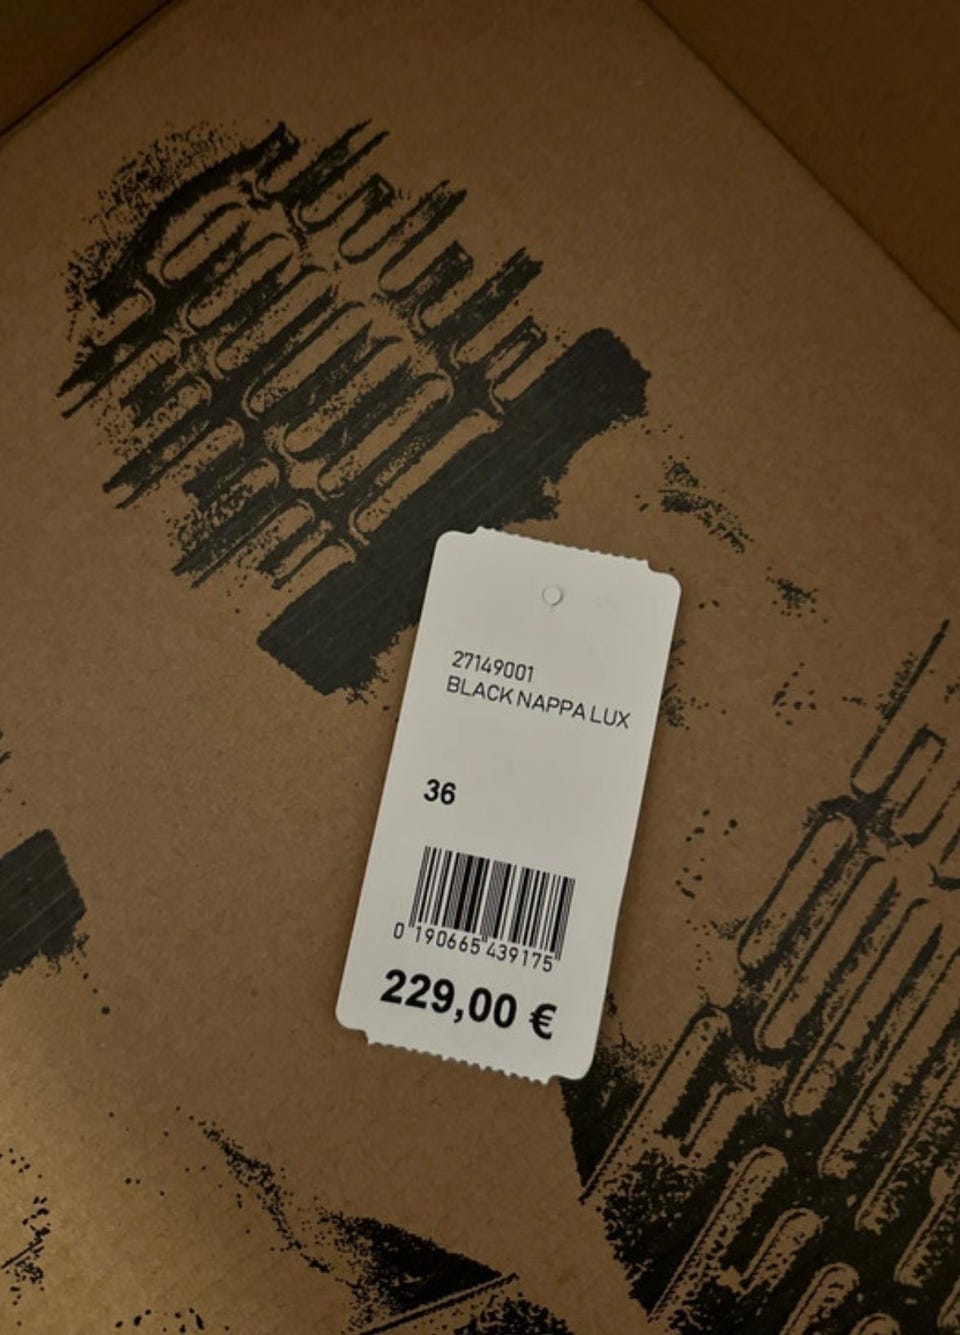 27149001
BLACK NAPPA LUX
36
0 190665 439175
229,00 €